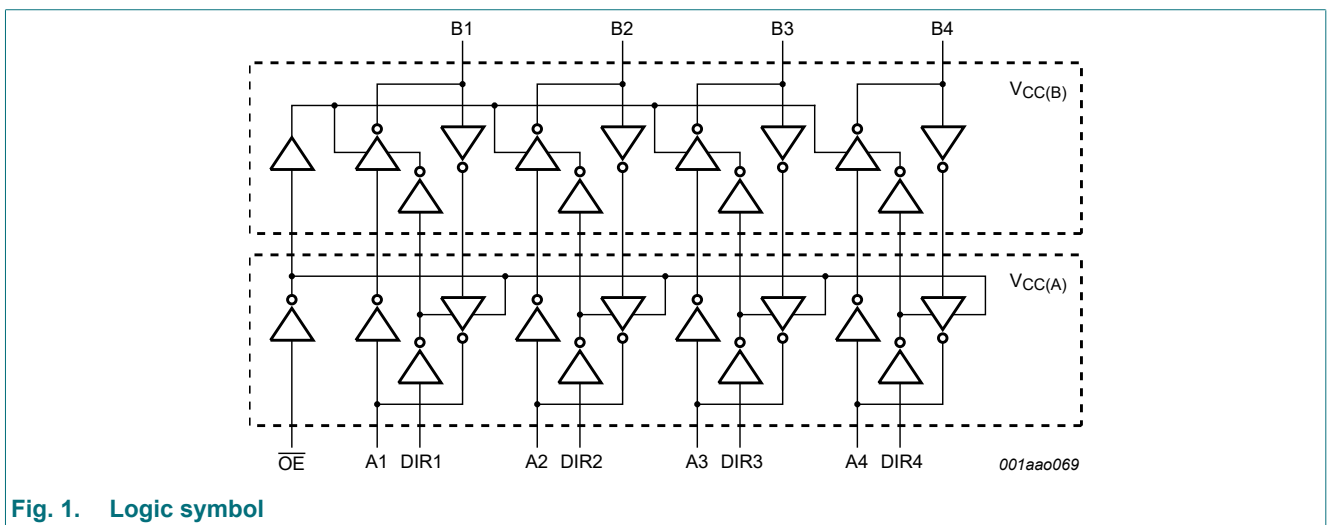 B1 B2 B3 B4
VCC(B)
VCC(A)
OE A1 DIR1 A2 DIR2 A3 DIR3 A4 DIR4 001aao069
Fig. 1. Logic symbol